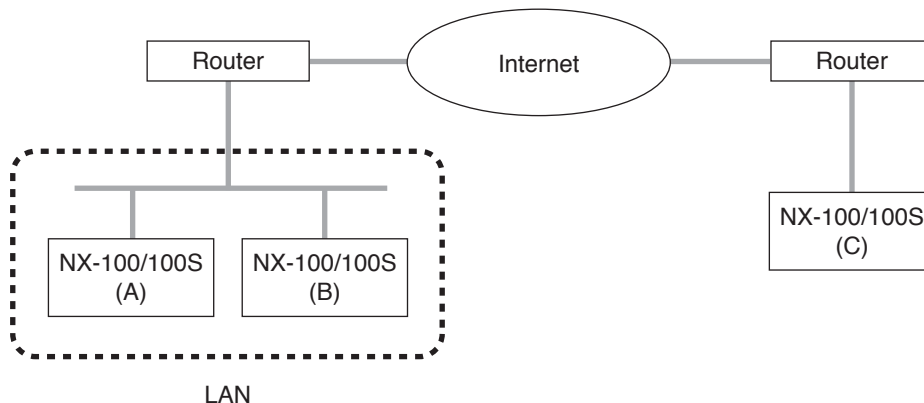 Router
Internet
Router
NX-100/100S
(A)
NX-100/100S
(B)
NX-100/100S
(C)
LAN